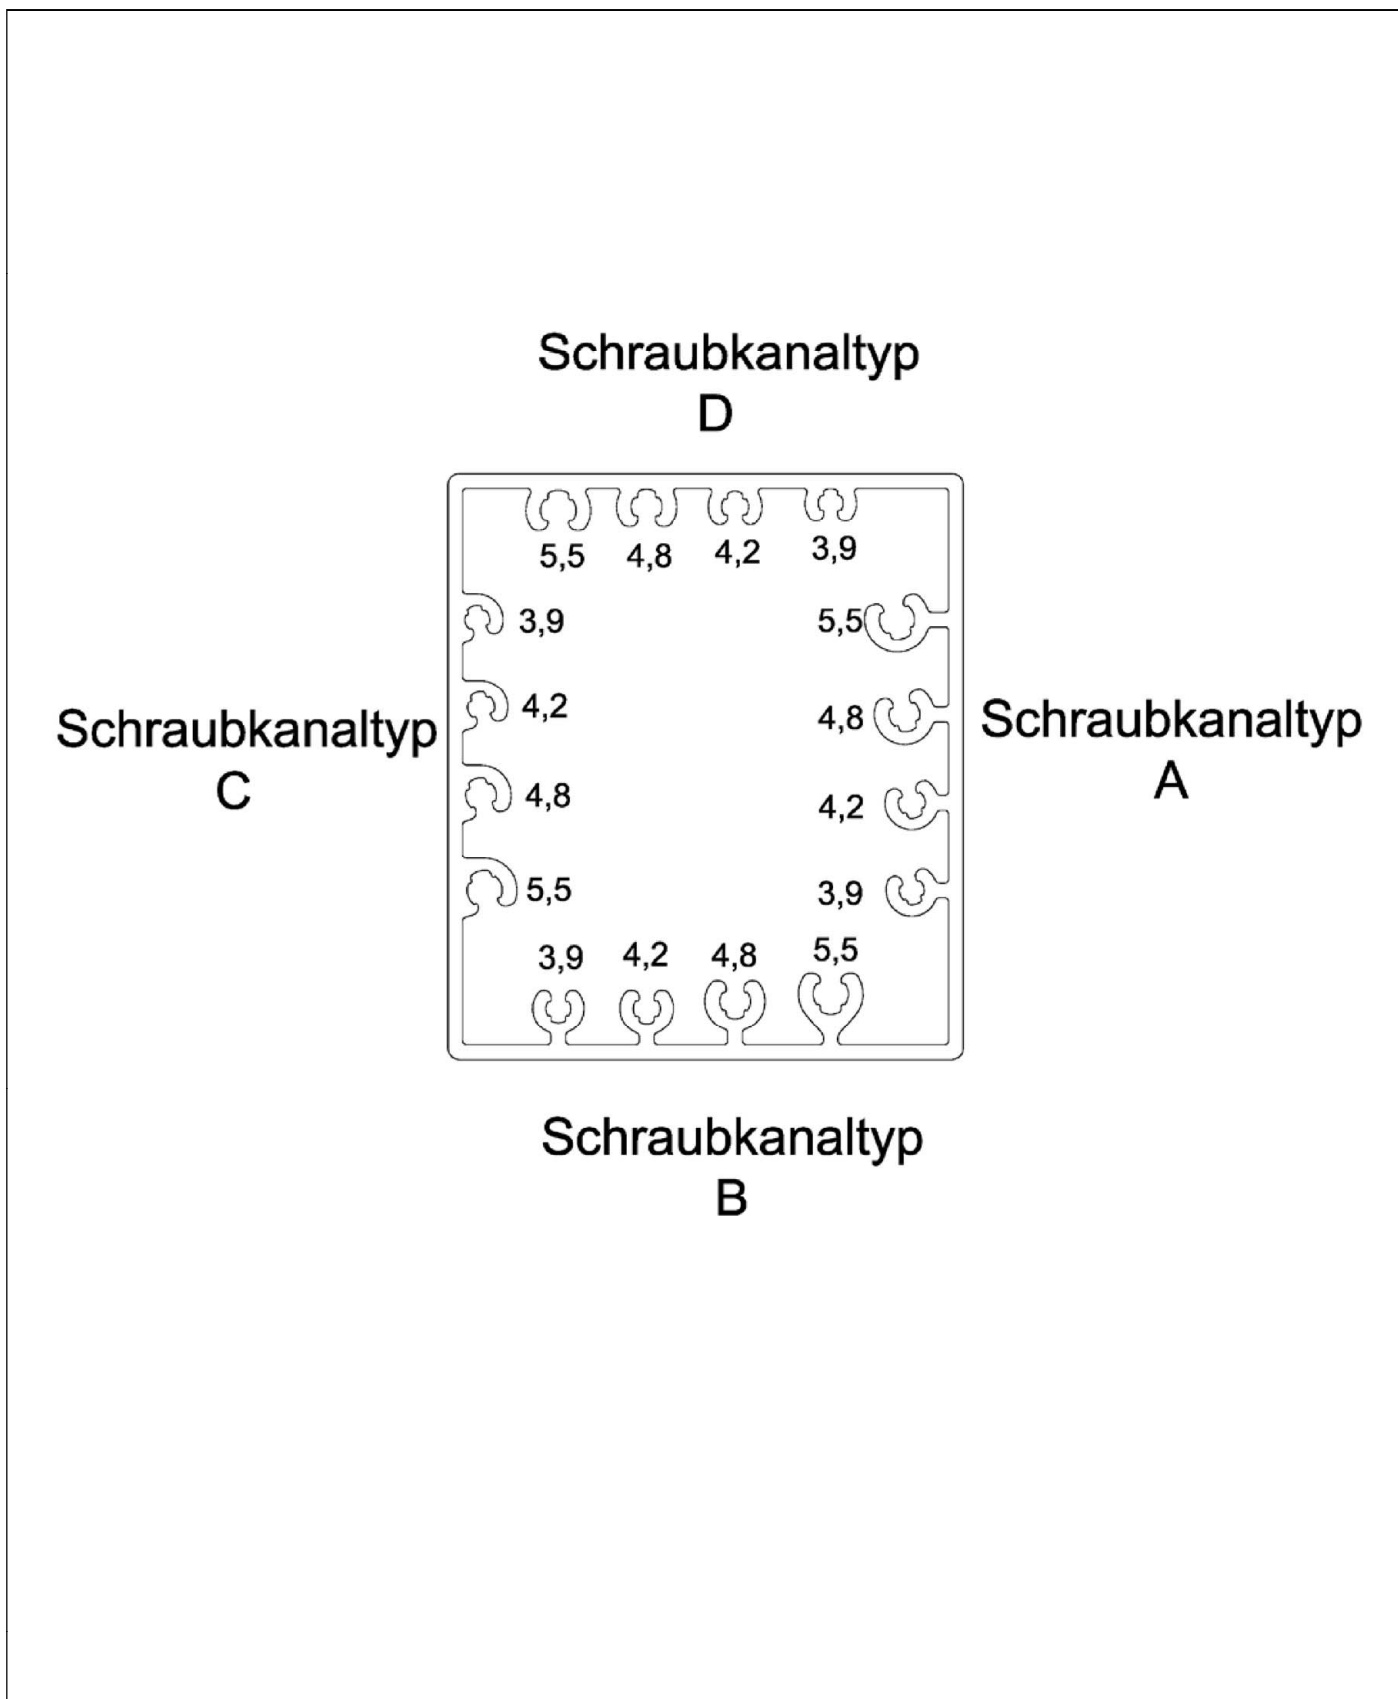 Schraubkanaltyp
D
5,5 4,8 4,2 3,9
3,9 5,5
Schraubkanaltyp
C
4,2 4,8
4,8 4,2
5,5 3,9
Schraubkanaltyp
A
3,9 4,2 4,8 5,5
Schraubkanaltyp
B